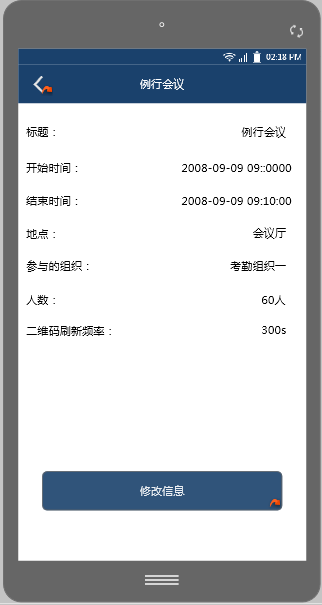 02:18 PM
例行会议
标题： 例行会议
开始时间： 2008-09-09 09::0000
结束时间： 2008-09-09 09:10:00
地点： 会议厅
参与的组织： 考勤组织一
人数： 60人
二维码刷新频率： 300s
修改信息